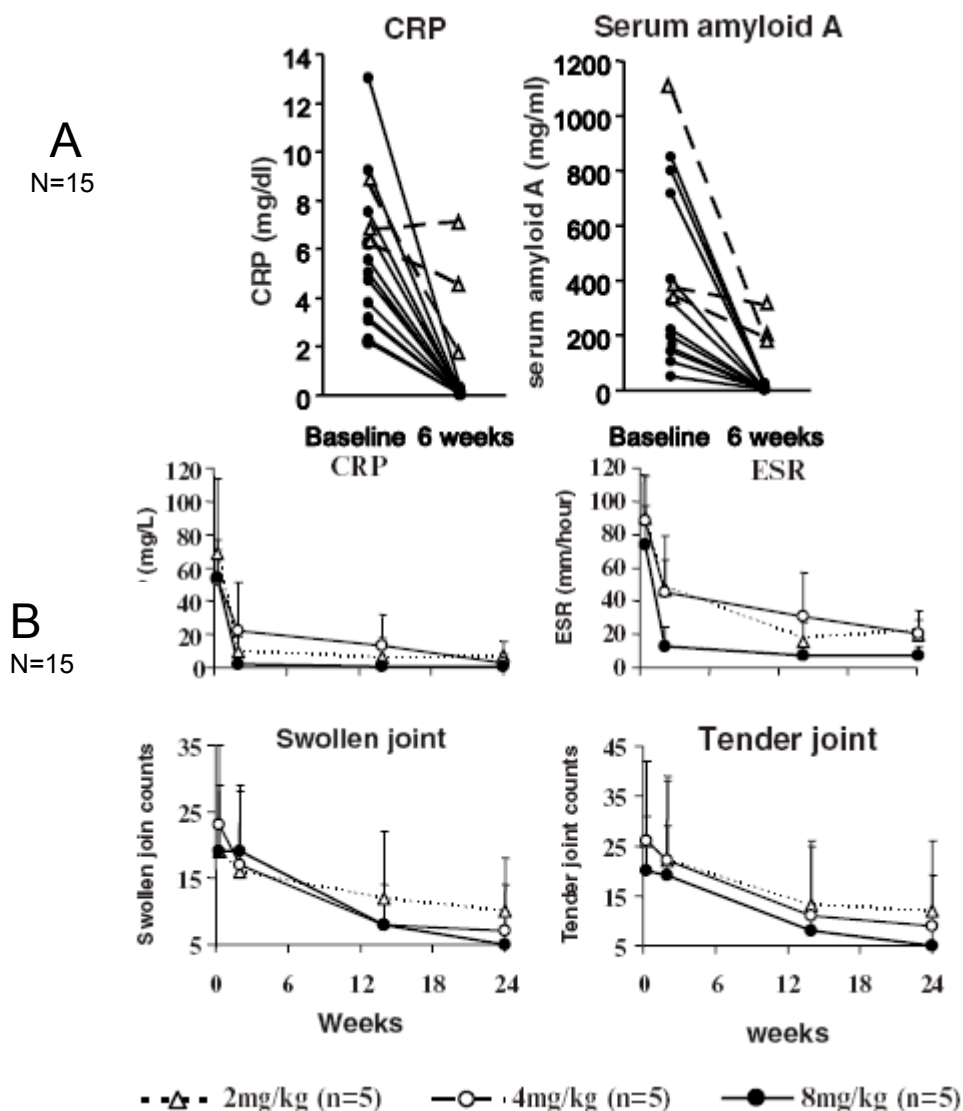 CRP
Serum amyloid A
A
N=15
CRP (mg/dl)
14
12
10
8
6
4
2
0
Baseline 6 weeks
serum amyloid A (mg/ml)
1200
1000
800
600
400
200
0
Baseline 6 weeks
B
N=15
CRP
(mg/L)
120
100
80
60
40
20
0
ESR
ESR (mm/hour)
120
100
80
60
40
20
0
Swollen joint
Swollen join counts
35
25
15
5
0 6 12 18 24
Weeks
Tender joint
Tender joint counts
45
35
25
15
5
0 6 12 18 24
weeks
2mg/kg (n=5) 4mg/kg (n=5) 8mg/kg (n=5)